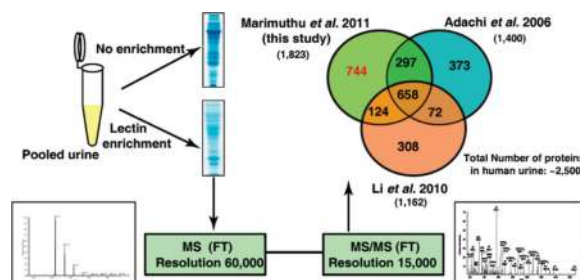 Marimuthu et al. 2011
(this study)
(1,823)
Adachi et al. 2006
(1,400)
No enrichment
744
297
373
658
124
72
308
Lectin
enrichment
Pooled urine
Total Number of proteins
in human urine: ~2,500
Li et al. 2010
(1,162)
MS (FT)
Resolution 60,000
MS/MS (FT)
Resolution 15,000